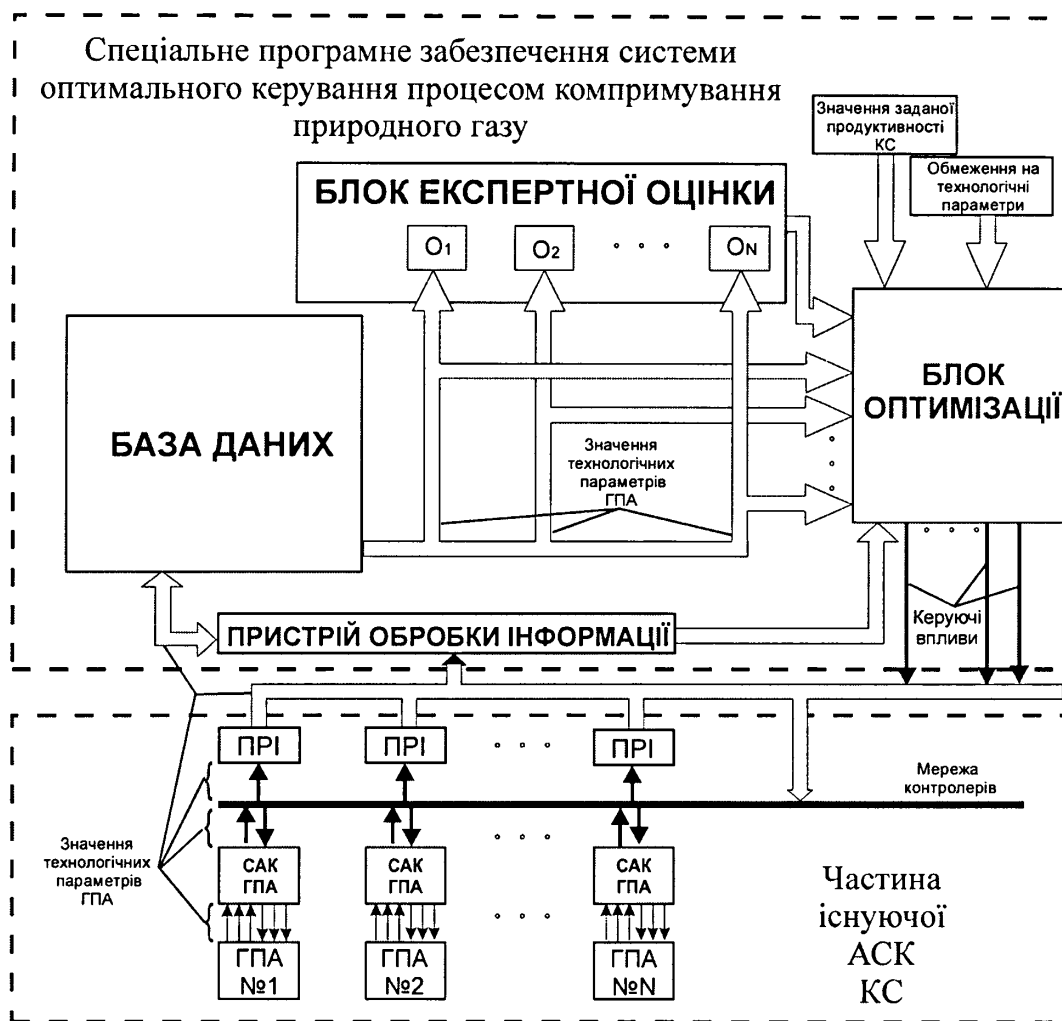 Спеціальне програмне забезпечення системи
оптимального керування процесом компримування
природного газу
Значення заданої
продуктивності
КС
Обмеження на
технологічні
параметри
БЛОК ЕКСПЕРТНОЇ ОЦІНКИ
О1 О2 ОN
БАЗА ДАНИХ
БЛОК
ОПТИМІЗАЦІЇ
Значення
технологічних
параметрів
ГПА
Керуючі
впливи
ПРИСТРІЙ ОБРОБКИ ІНФОРМАЦІЇ
ПРІ ПРІ ПРІ
Мережа
контролерів
Значення
технологічних
параметрів
ГПА
САК
ГПА
САК
ГПА
САК
ГПА
ГПА
№1
ГПА
№2
ГПА
№N
Частина
існуючої
АСК
КС